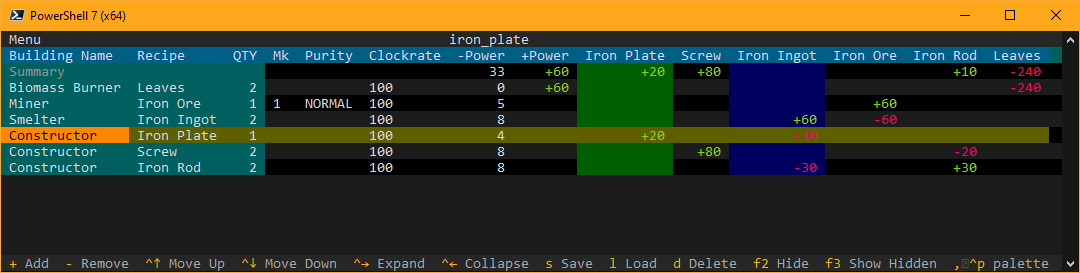 PowerShell 7 (x64)
Menu iron_plate
Building Name Recipe QTY Mk Purity Clockrate -Power +Power Iron Plate Screw Iron Ingot Iron Ore Iron Rod Leaves
Summary 33 +60 +20 +80 +10 -240
Biomass Burner Leaves 2 100 0 +60 -240
Miner Iron Ore 1 1 NORMAL 100 5 +60
Smelter Iron Ingot 2 100 8 +60 -60
Constructor Iron Plate 1 100 4 +20 -30
Constructor Screw 2 100 8 +80 -20
Constructor Iron Rod 2 100 8 -30 +30
+ Add - Remove ^↑ Move Up ^↓ Move Down ^→ Expand ^← Collapse s Save l Load d Delete f2 Hide f3 Show Hidden ^p palette